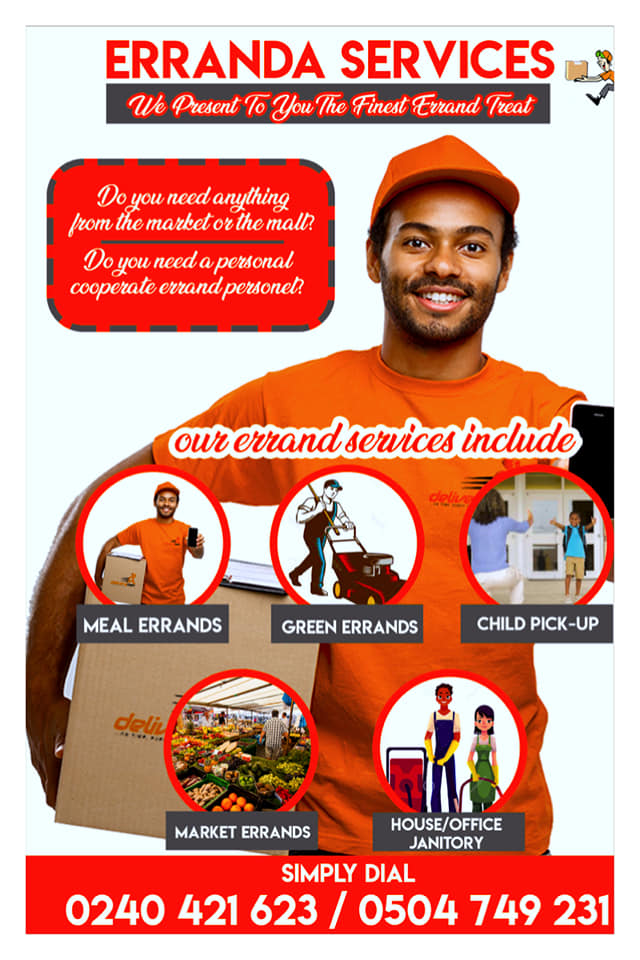 ERRANDA SERVICES
We Present To You The Finest Errand Treat
Do you need anything
from the market or the mall?
Do you need a personal
cooperate errand personel?
our errand services include
MEAL ERRANDS
GREEN ERRANDS
CHILD PICK-UP
MARKET ERRANDS
HOUSE/OFFICE
JANITORY
SIMPLY DIAL
0240 421 623 / 0504 749 231